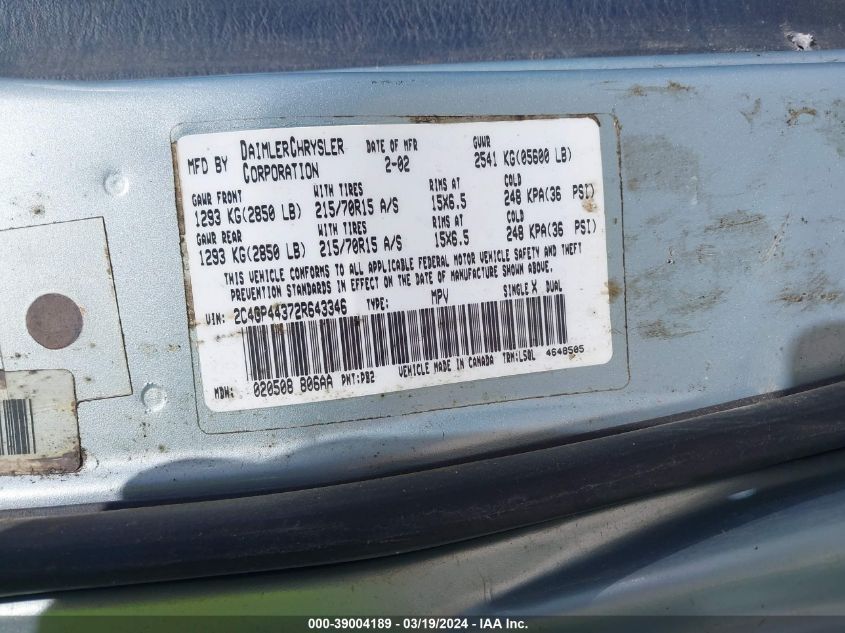 MFD BY DAIMLERCHRYSLER CORPORATION
DATE OF MFR 2-02
GVWR 2541 KG(05600 LB)
GAWR FRONT WITH TIRES RIMS AT COLD
1293 KG(2850 LB) 215/70R15 A/S 15X6.5 248 KPA(36 PSI)
GAWR REAR WITH TIRES RIMS AT COLD
1293 KG(2850 LB) 215/70R15 A/S 15X6.5 248 KPA(36 PSI)
THIS VEHICLE CONFORMS TO ALL APPLICABLE FEDERAL MOTOR VEHICLE SAFETY AND THEFT
PREVENTION STANDARDS IN EFFECT ON THE DATE OF MANUFACTURE SHOWN ABOVE.
VIN: 2C4GP44372R643346 TYPE: MPV SINGLE X DUAL
MDH: 020508 806AA PNT:PB2 VEHICLE MADE IN CANADA TRM:L5QL 4648505
000-39004189 - 03/19/2024 - IAA Inc.